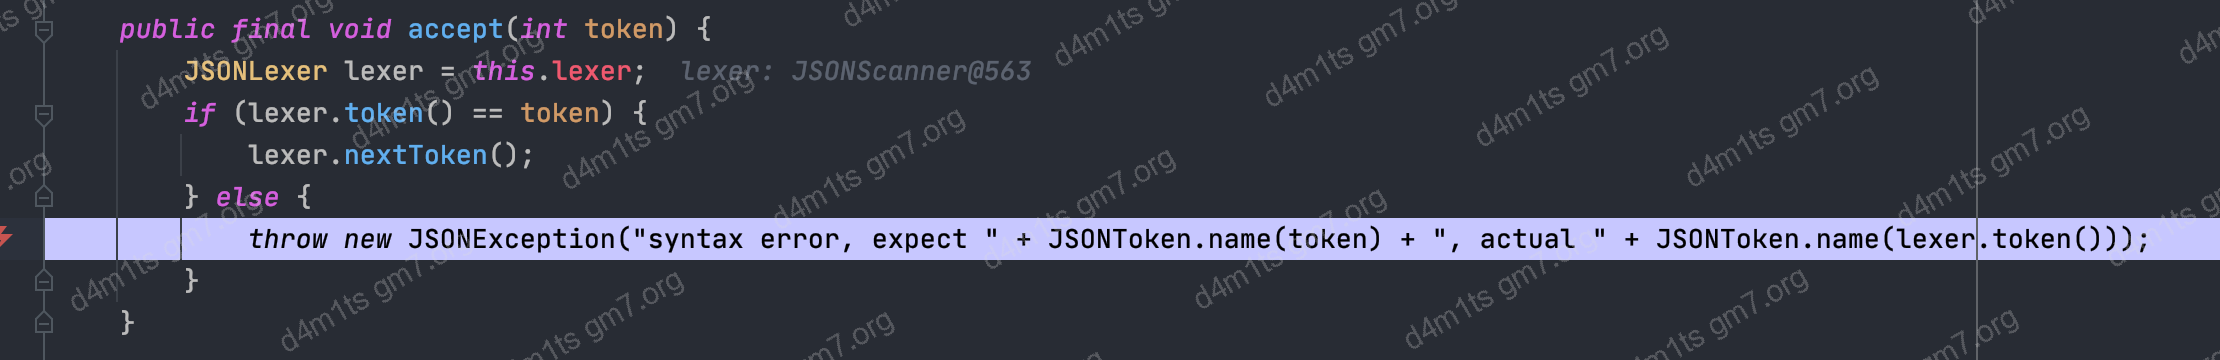 public final void accept(int token) {
JSONLexer lexer = this.lexer; lexer: JSONScanner@563
if (lexer.token() == token) {
lexer.nextToken();
} else {
throw new JSONException("syntax error, expect " + JSONToken.name(token) + ", actual " + JSONToken.name(lexer.token()));
}
}
d4m1ts gm7.org